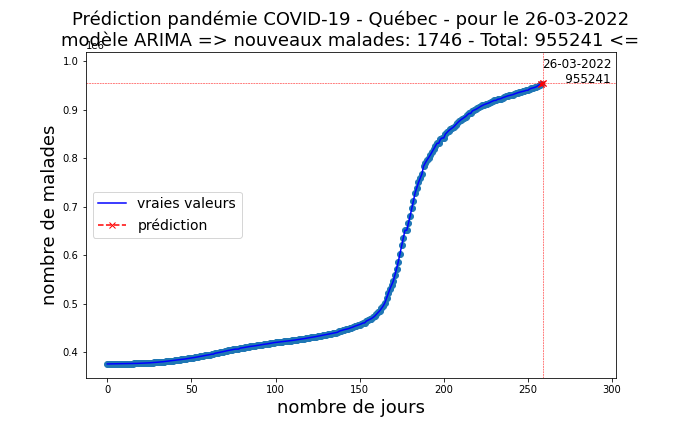 Prédiction pandémie COVID-19 - Québec - pour le 26-03-2022
modèle ARIMA => nouveaux malades: 1746 - Total: 955241 <=
1e6
26-03-2022
955241
1.0
0.9
0.8
0.7
0.6
0.5
0.4
nombre de malades
vraies valeurs
prédiction
0 50 100 150 200 250 300
nombre de jours